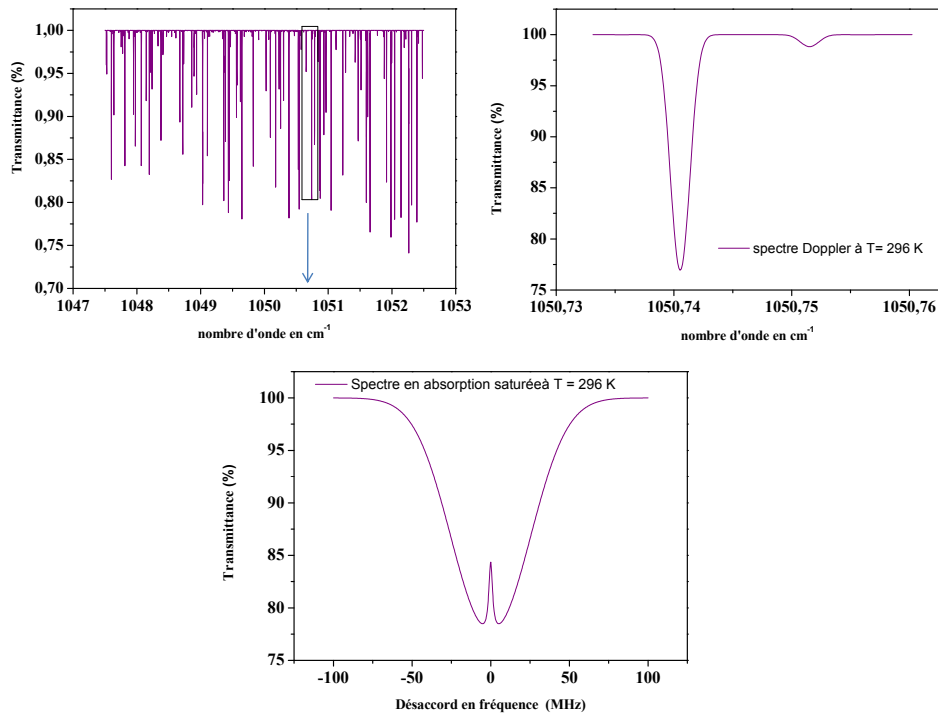 1,00
0,95
0,90
0,85
0,80
0,75
0,70
Transmittance (%)
1047 1048 1049 1050 1051 1052 1053
nombre d'onde en cm-1
100
95
90
85
80
75
Transmittance (%)
spectre Doppler à T= 296 K
1050,73 1050,74 1050,75 1050,76
nombre d'onde en cm-1
Spectre en absorption saturéeà T = 296 K
100
95
90
85
80
75
Transmittance (%)
-100 -50 0 50 100
Désaccord en fréquence (MHz)